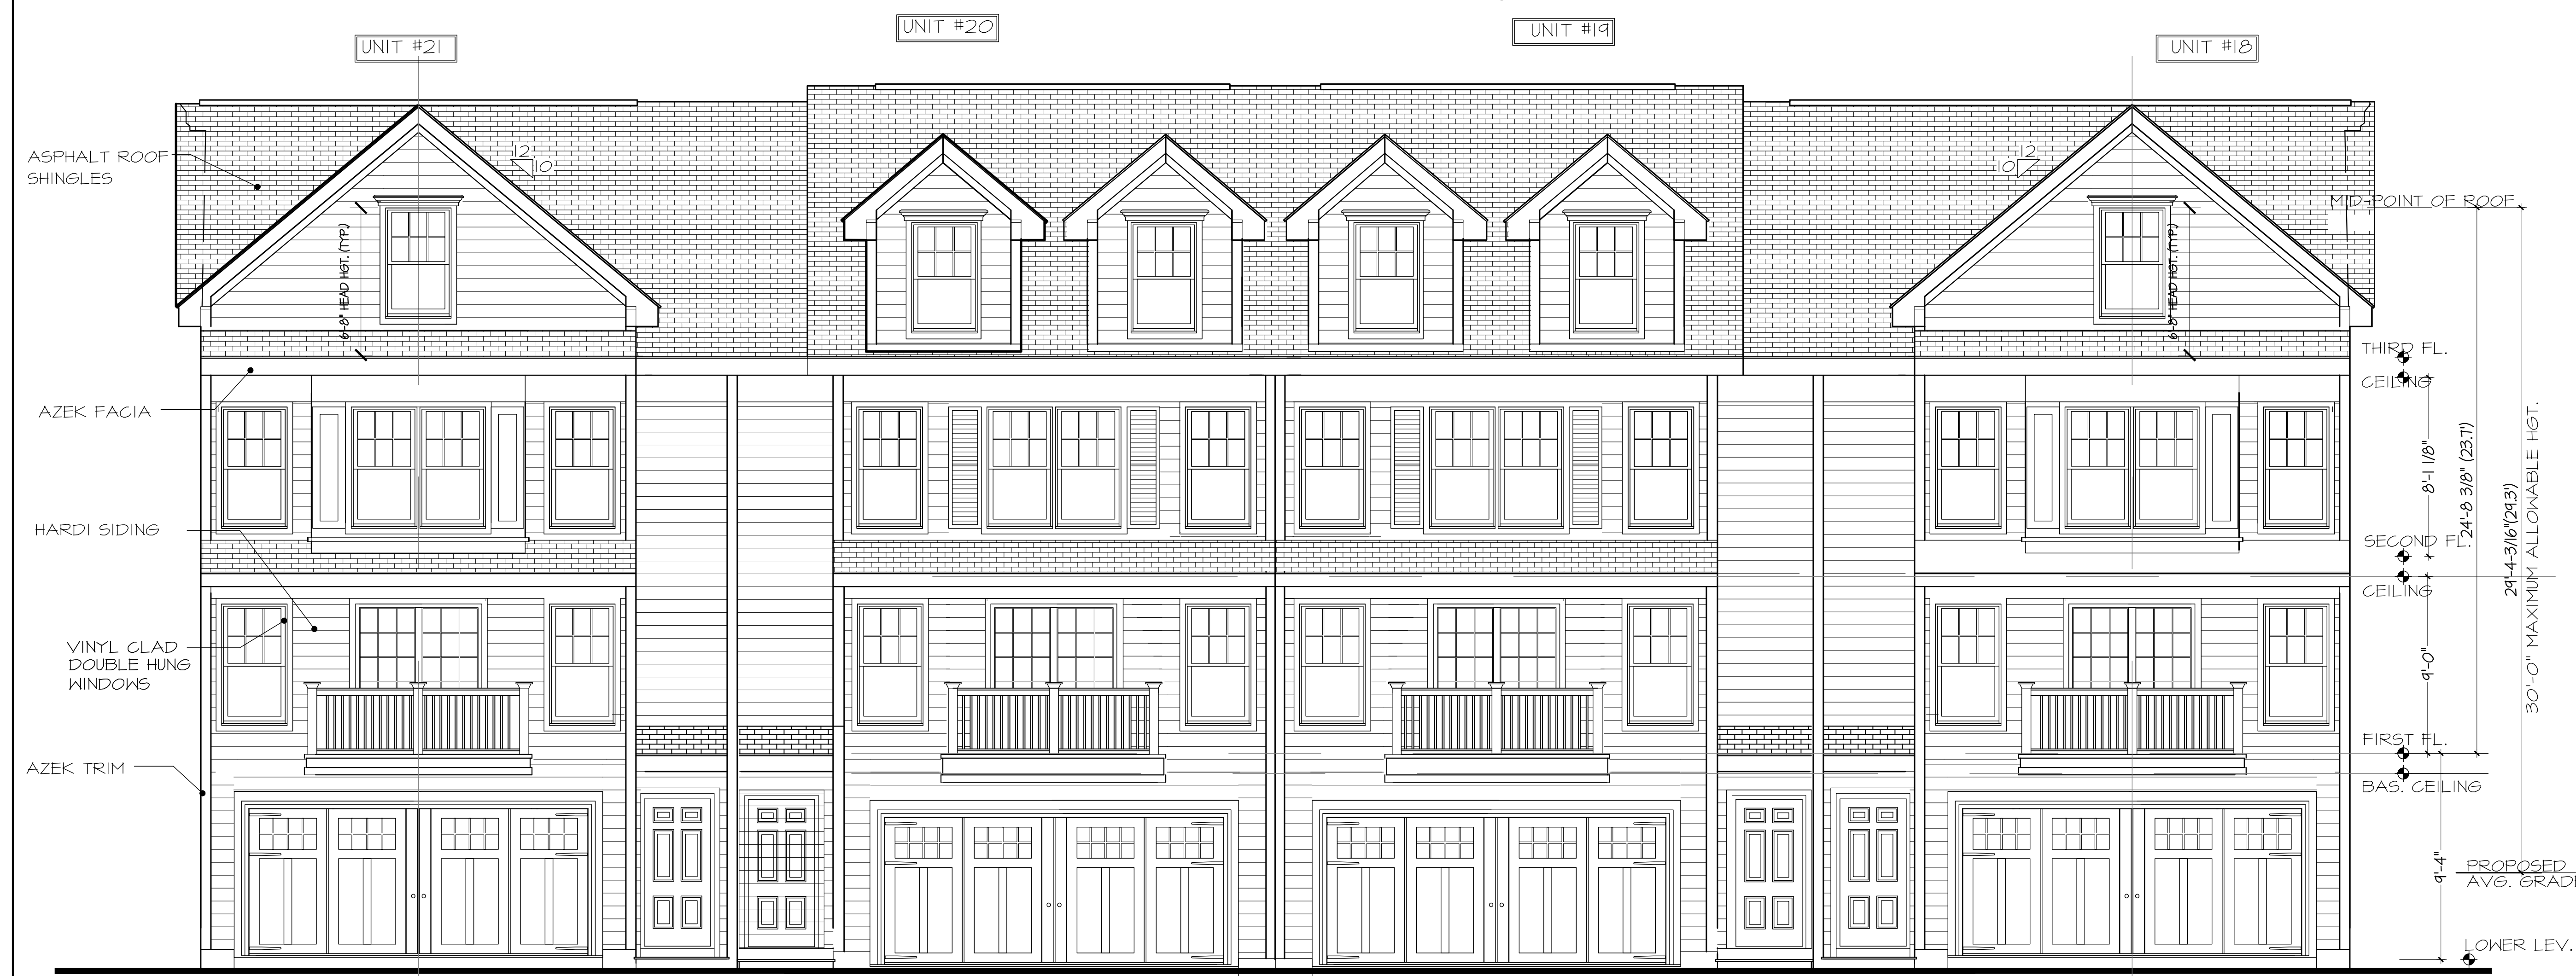 UNIT #21
UNIT #20
UNIT #19
UNIT #18
ASPHALT ROOF
SHINGLES
12
10
12
10
MID-POINT OF ROOF
6'-8" HEAD HGT. (TYP.)
6'-8" HEAD HGT. (TYP.)
THIRD FL.
CEILING
AZEK FACIA
8'-1 1/8"
24'-8 3/8" (23.7')
29'-4-3/16"(29.3')
30'-0" MAXIMUM ALLOWABLE HGT.
HARDI SIDING
SECOND FL.
CEILING
VINYL CLAD
DOUBLE HUNG
WINDOWS
9'-0"
FIRST FL.
AZEK TRIM
BAS. CEILING
9'-4"
PROPOSED
AVG. GRADE
LOWER LEV.